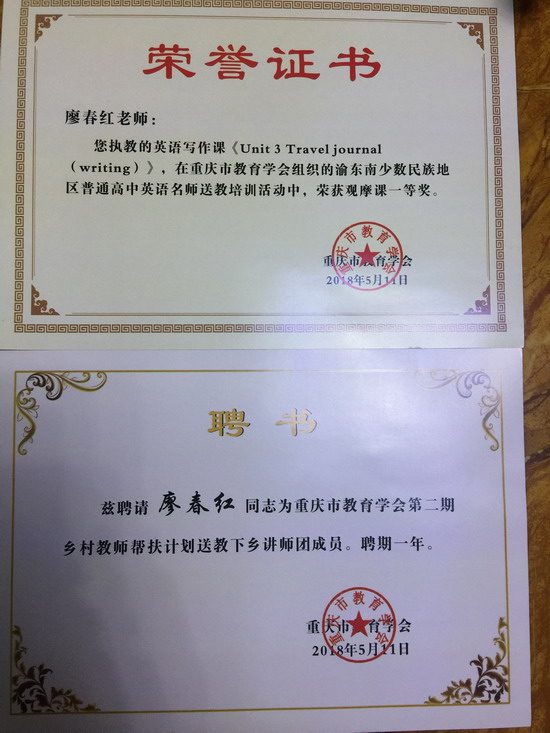 荣誉证书
廖春红老师：
您执教的英语写作课《Unit 3 Travel journal
（writing）》，在重庆市教育学会组织的渝东南少数民族地
区普通高中英语名师送教培训活动中，荣获观摩课一等奖。
重庆市教育学会
重庆市教育学会
2018年5月11日
聘书
兹聘请 廖春红 同志为重庆市教育学会第二期
乡村教师帮扶计划送教下乡讲师团成员。聘期一年。
重庆市教育学会
重庆市教育学会
2018年5月11日